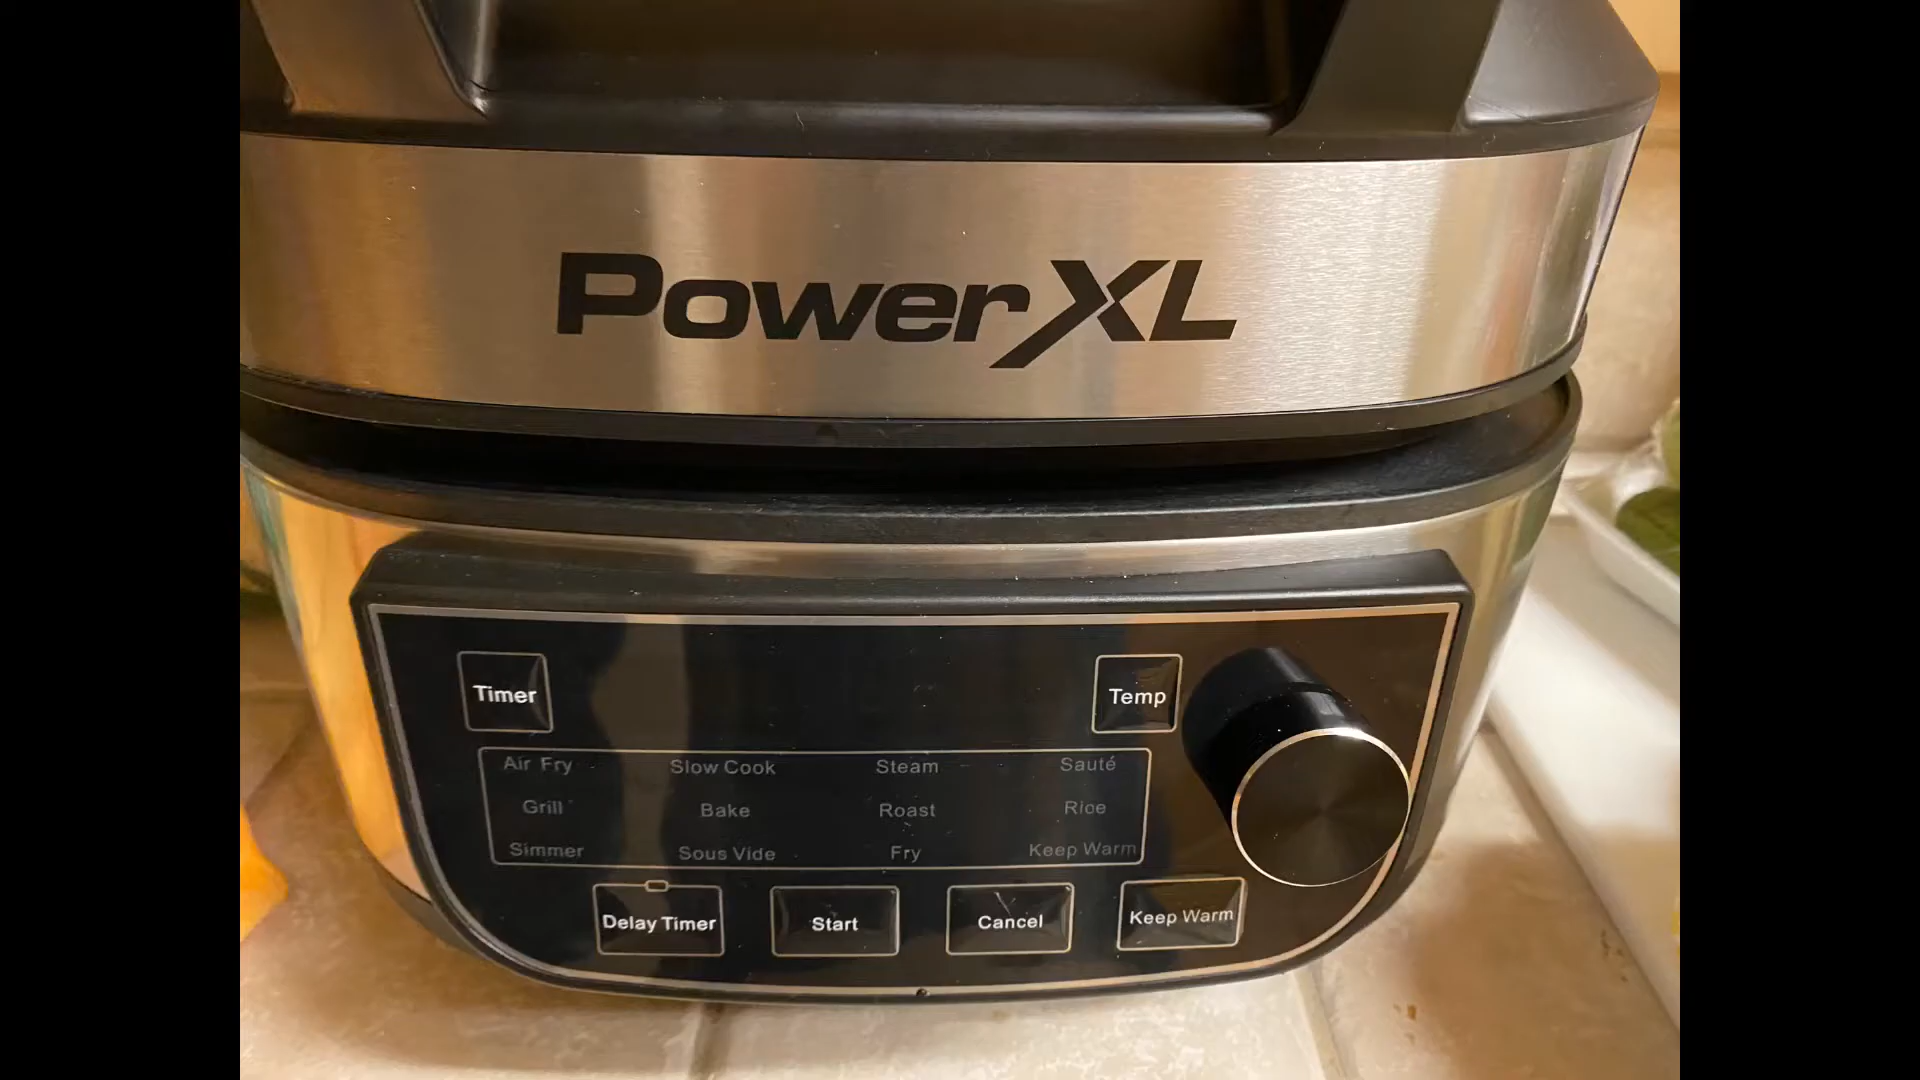 PowerXL
Timer
Temp
Air Fry Slow Cook Steam Sauté
Grill Bake Roast Rice
Simmer Sous Vide Fry Keep Warm
Delay Timer Start Cancel Keep Warm